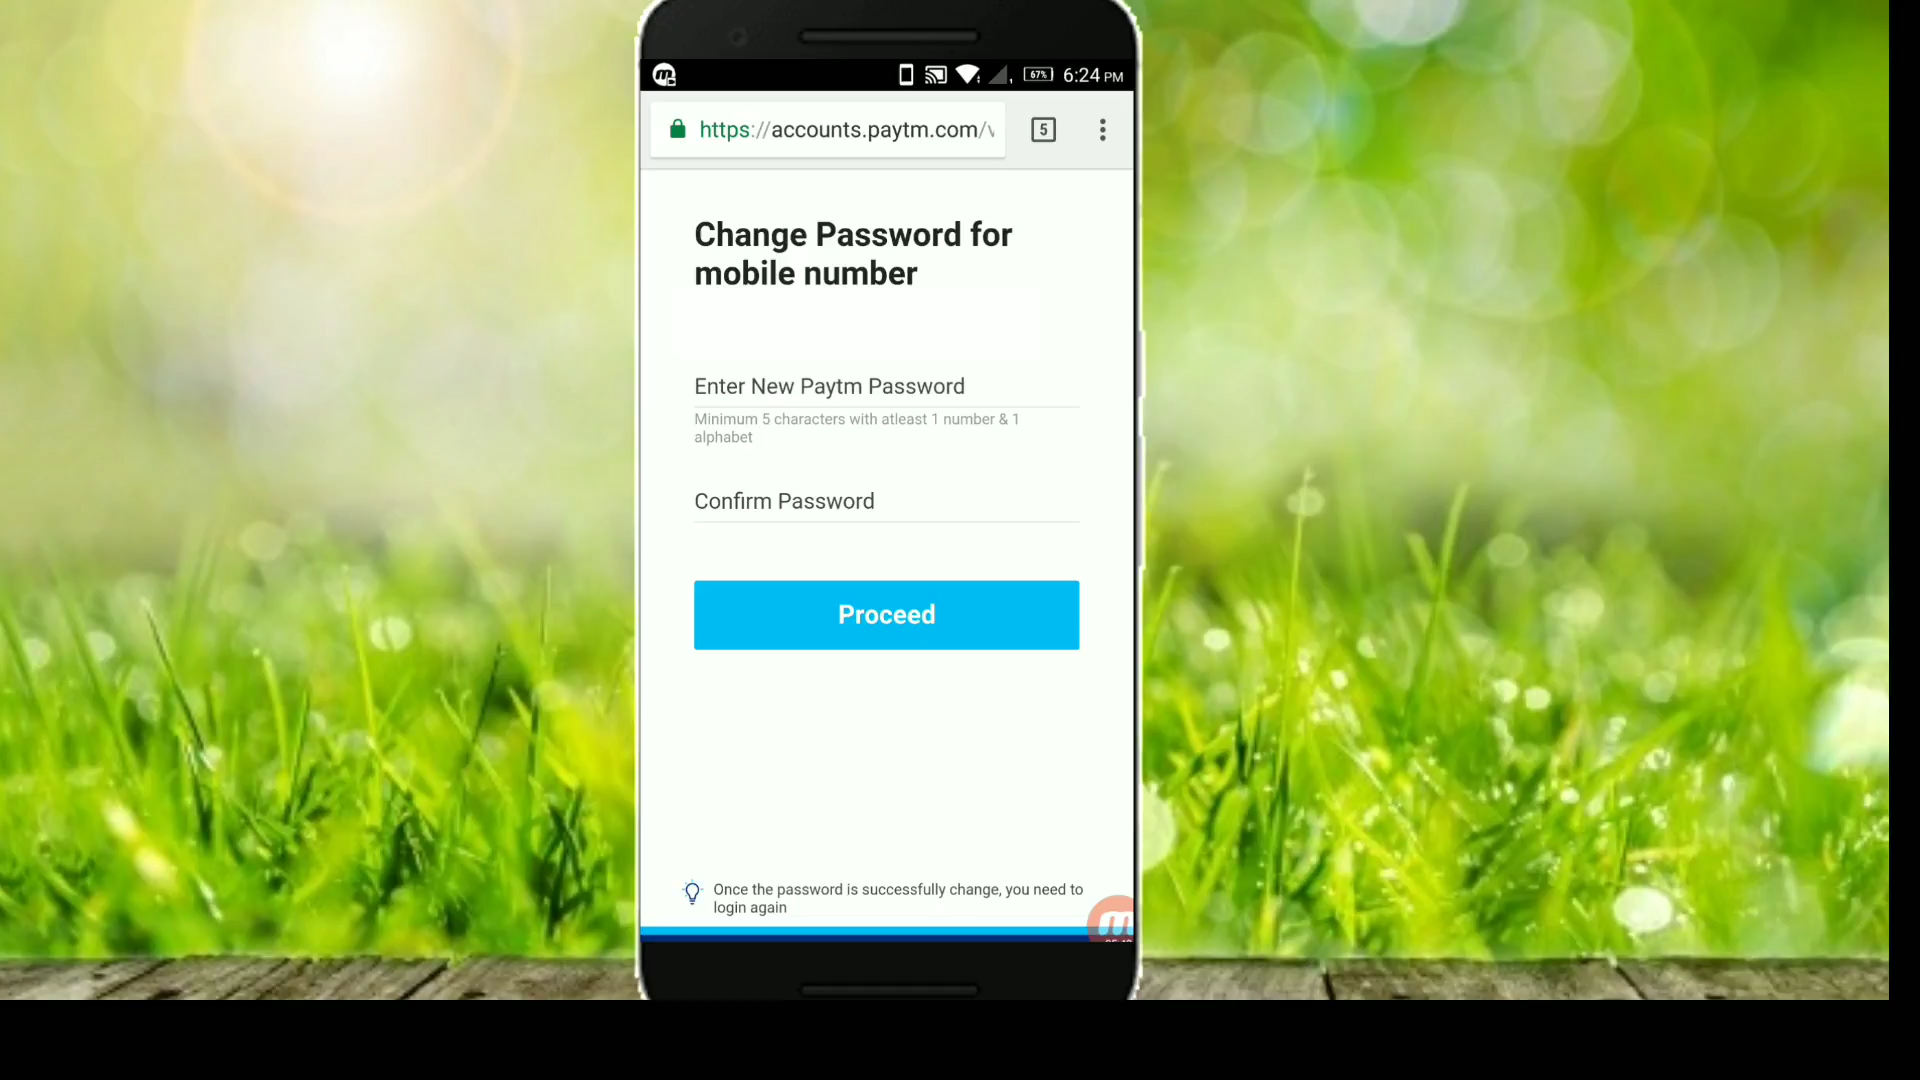 67% 6:24 PM
https://accounts.paytm.com/
5
Change Password for
mobile number
Enter New Paytm Password
Minimum 5 characters with atleast 1 number & 1
alphabet
Confirm Password
Proceed
Once the password is successfully change, you need to
login again